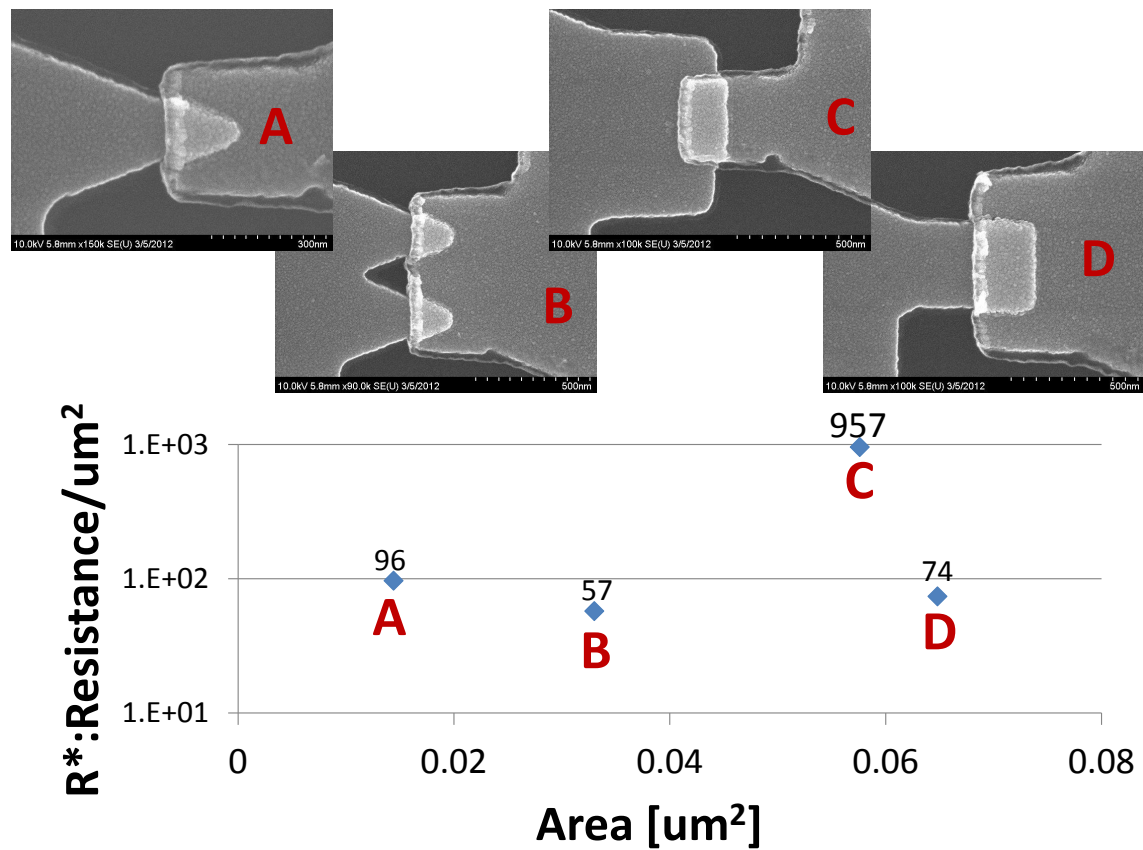 A
10.0kV 5.8mm x150k SE(U) 3/5/2012 300nm
B
10.0kV 5.8mm x90.0k SE(U) 3/5/2012 500nm
C
10.0kV 5.8mm x100k SE(U) 3/5/2012 500nm
D
10.0kV 5.8mm x100k SE(U) 3/5/2012 500nm
R*:Resistance/um²
1.E+03
1.E+02
1.E+01
957
C
96
A
57
B
74
D
0 0.02 0.04 0.06 0.08
Area [um²]